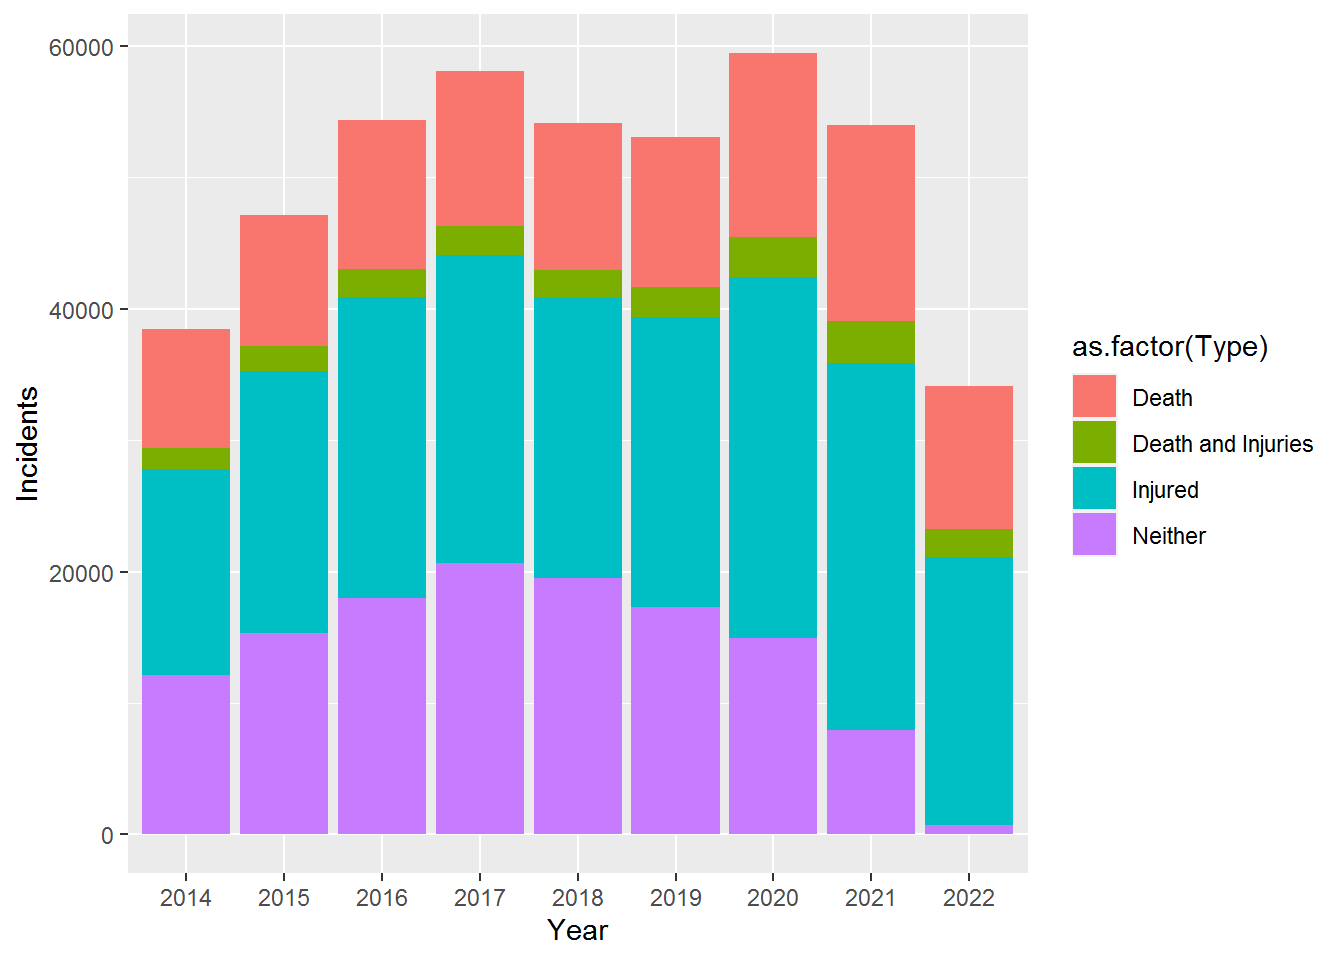 60000
40000
20000
0
Incidents
2014 2015 2016 2017 2018 2019 2020 2021 2022
Year
as.factor(Type)
Death
Death and Injuries
Injured
Neither